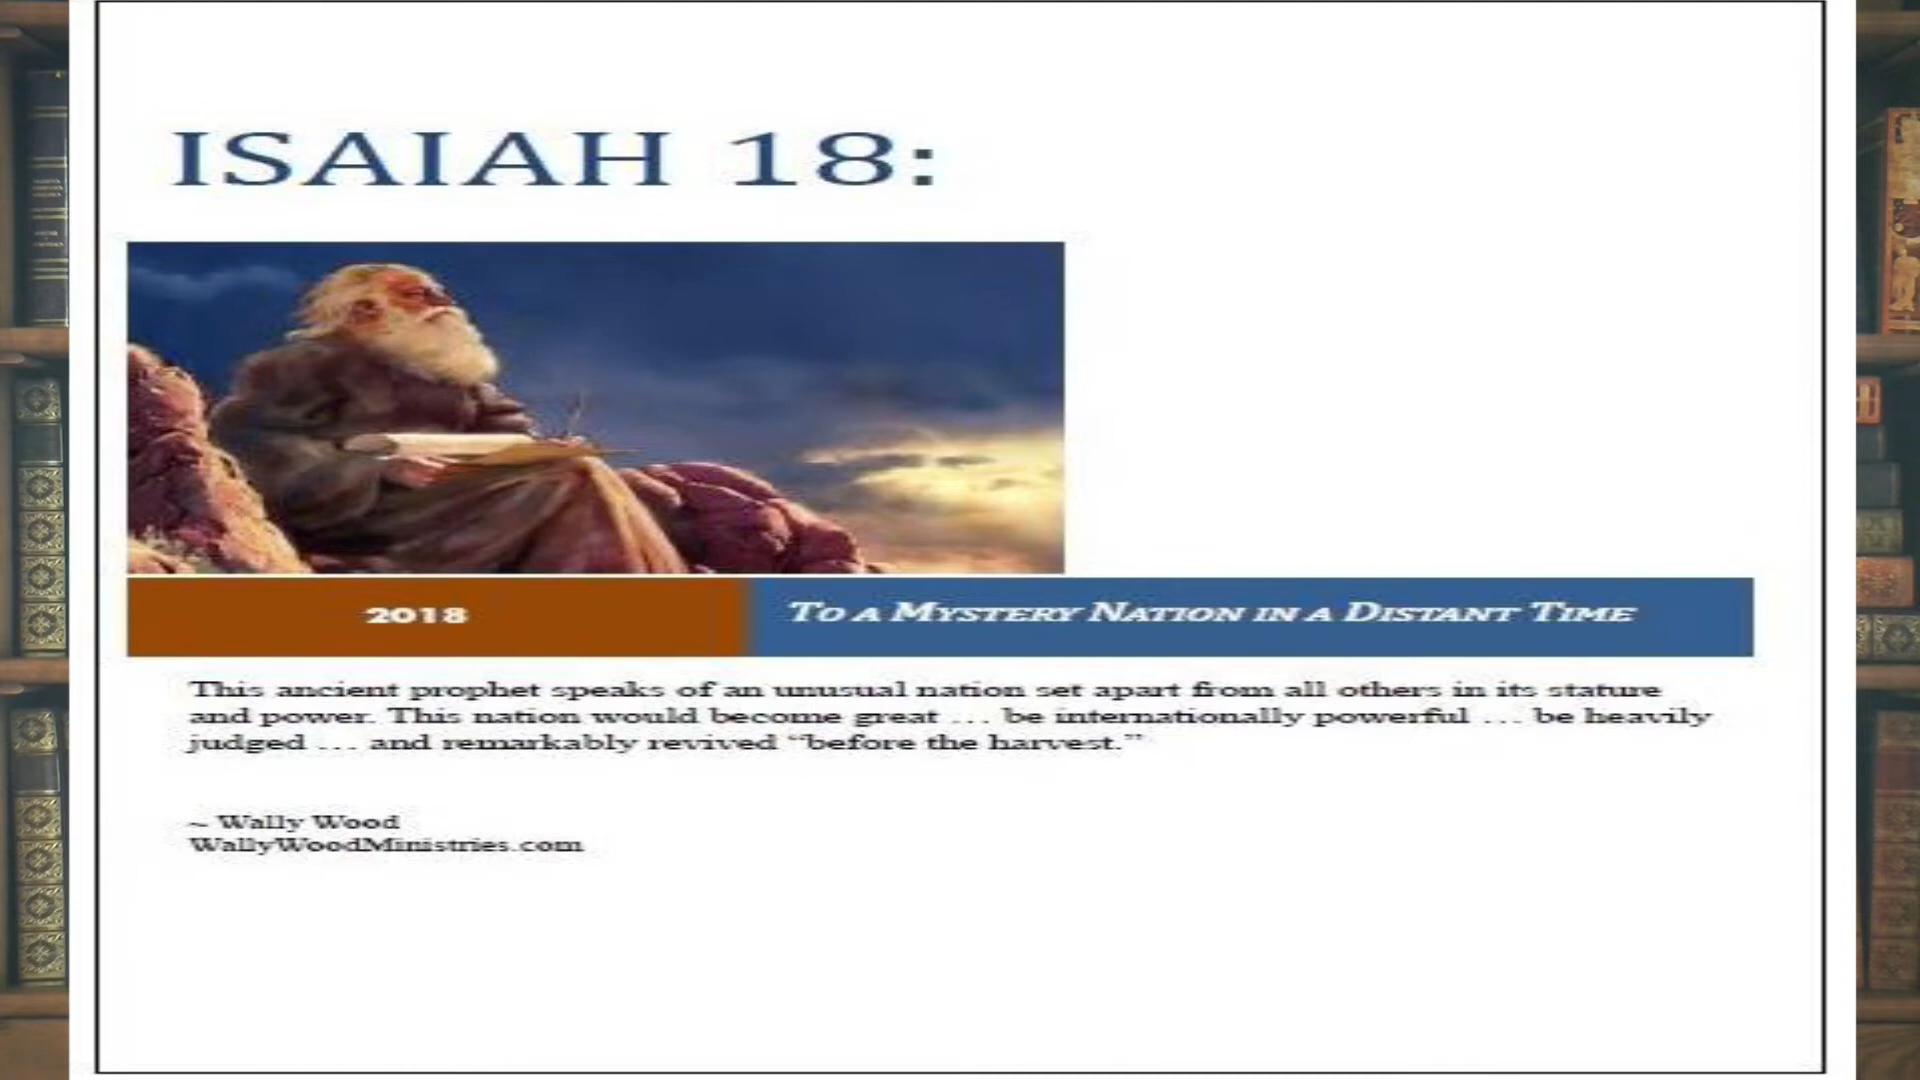 ISAIAH 18:
2018
TO A MYSTERY NATION IN A DISTANT TIME
This ancient prophet speaks of an unusual nation set apart from all others in its stature
and power. This nation would become great … be internationally powerful … be heavily
judged … and remarkably revived “before the harvest.”
~ Wally Wood
WallyWoodMinistries.com